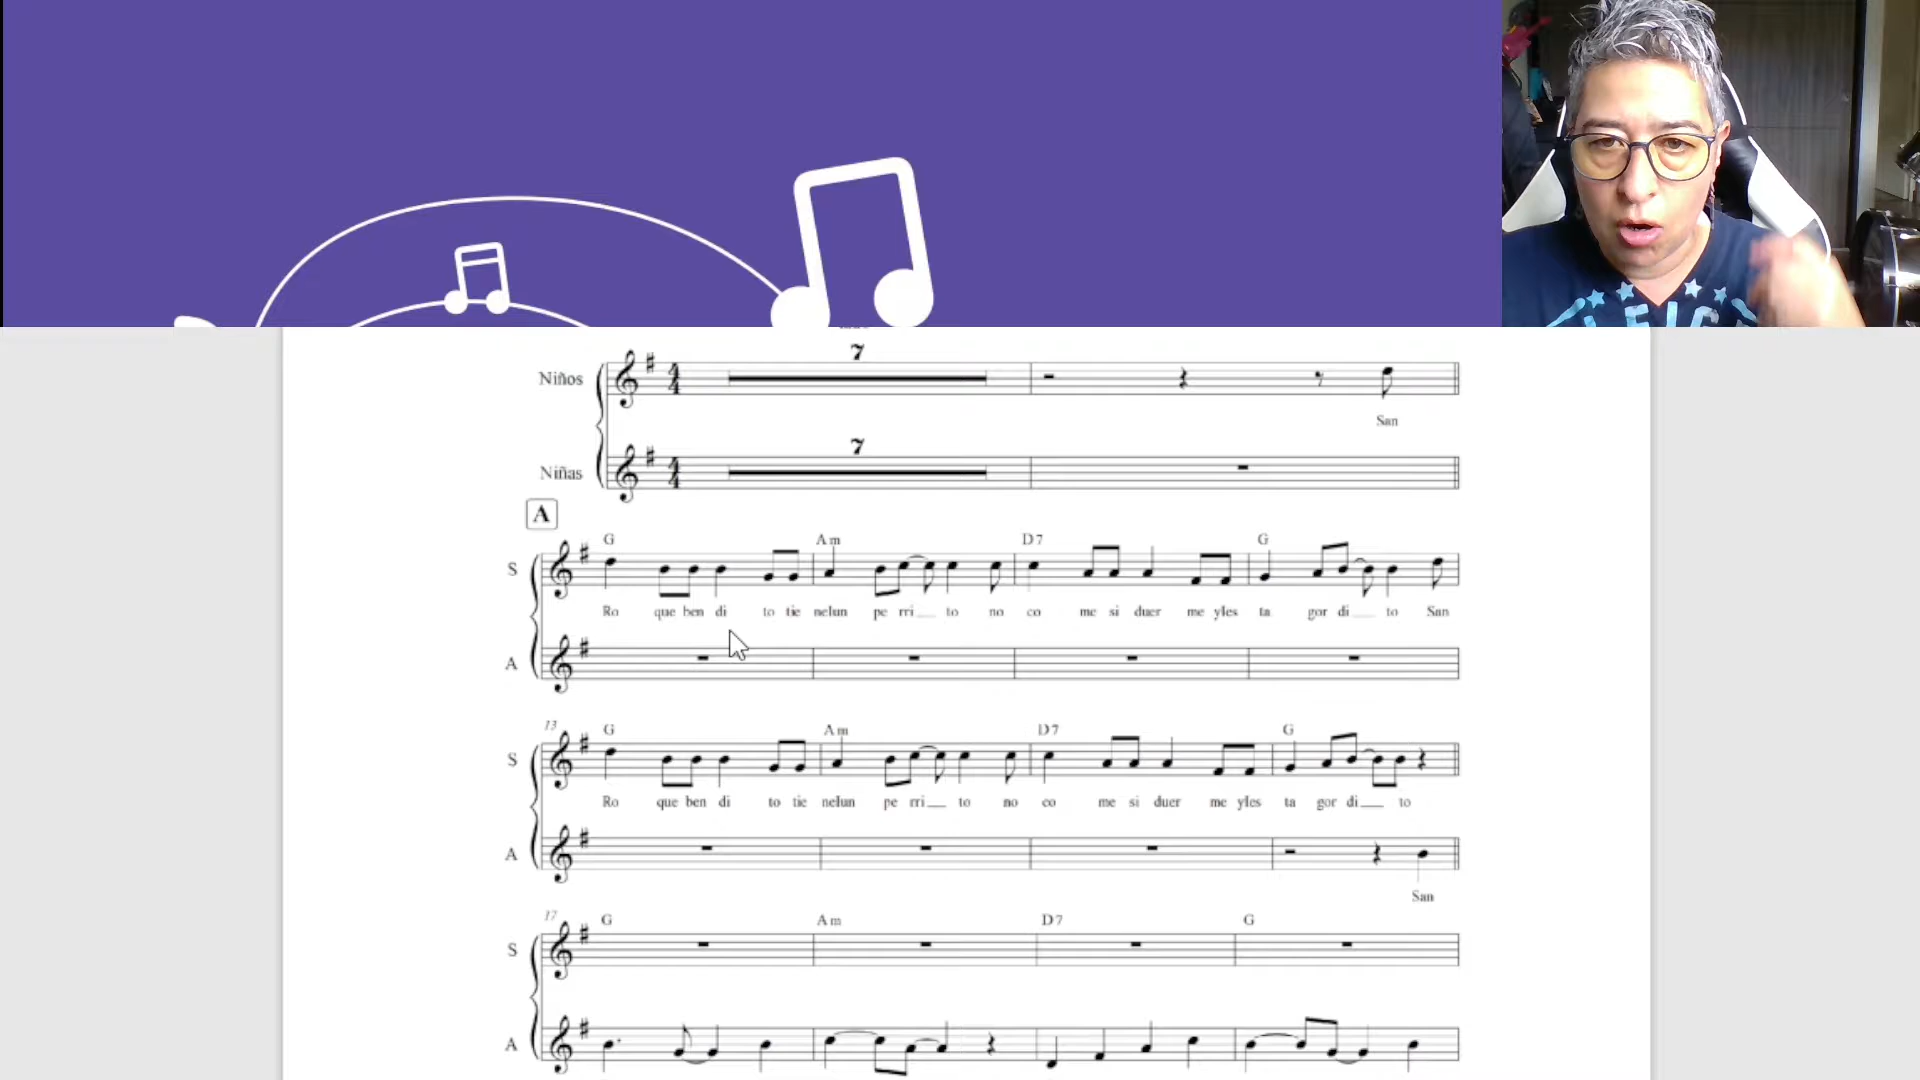 7
Niños
San
7
Niñas
A
G Am D7 G
S
Ro que ben di to tie nelun pe rri to no co me si duer me yles ta gor di to San
A
13 G Am D7 G
S
Ro que ben di to tie nelun pe rri to no co me si duer me yles ta gor di to
A
San
17 G Am D7 G
S
A